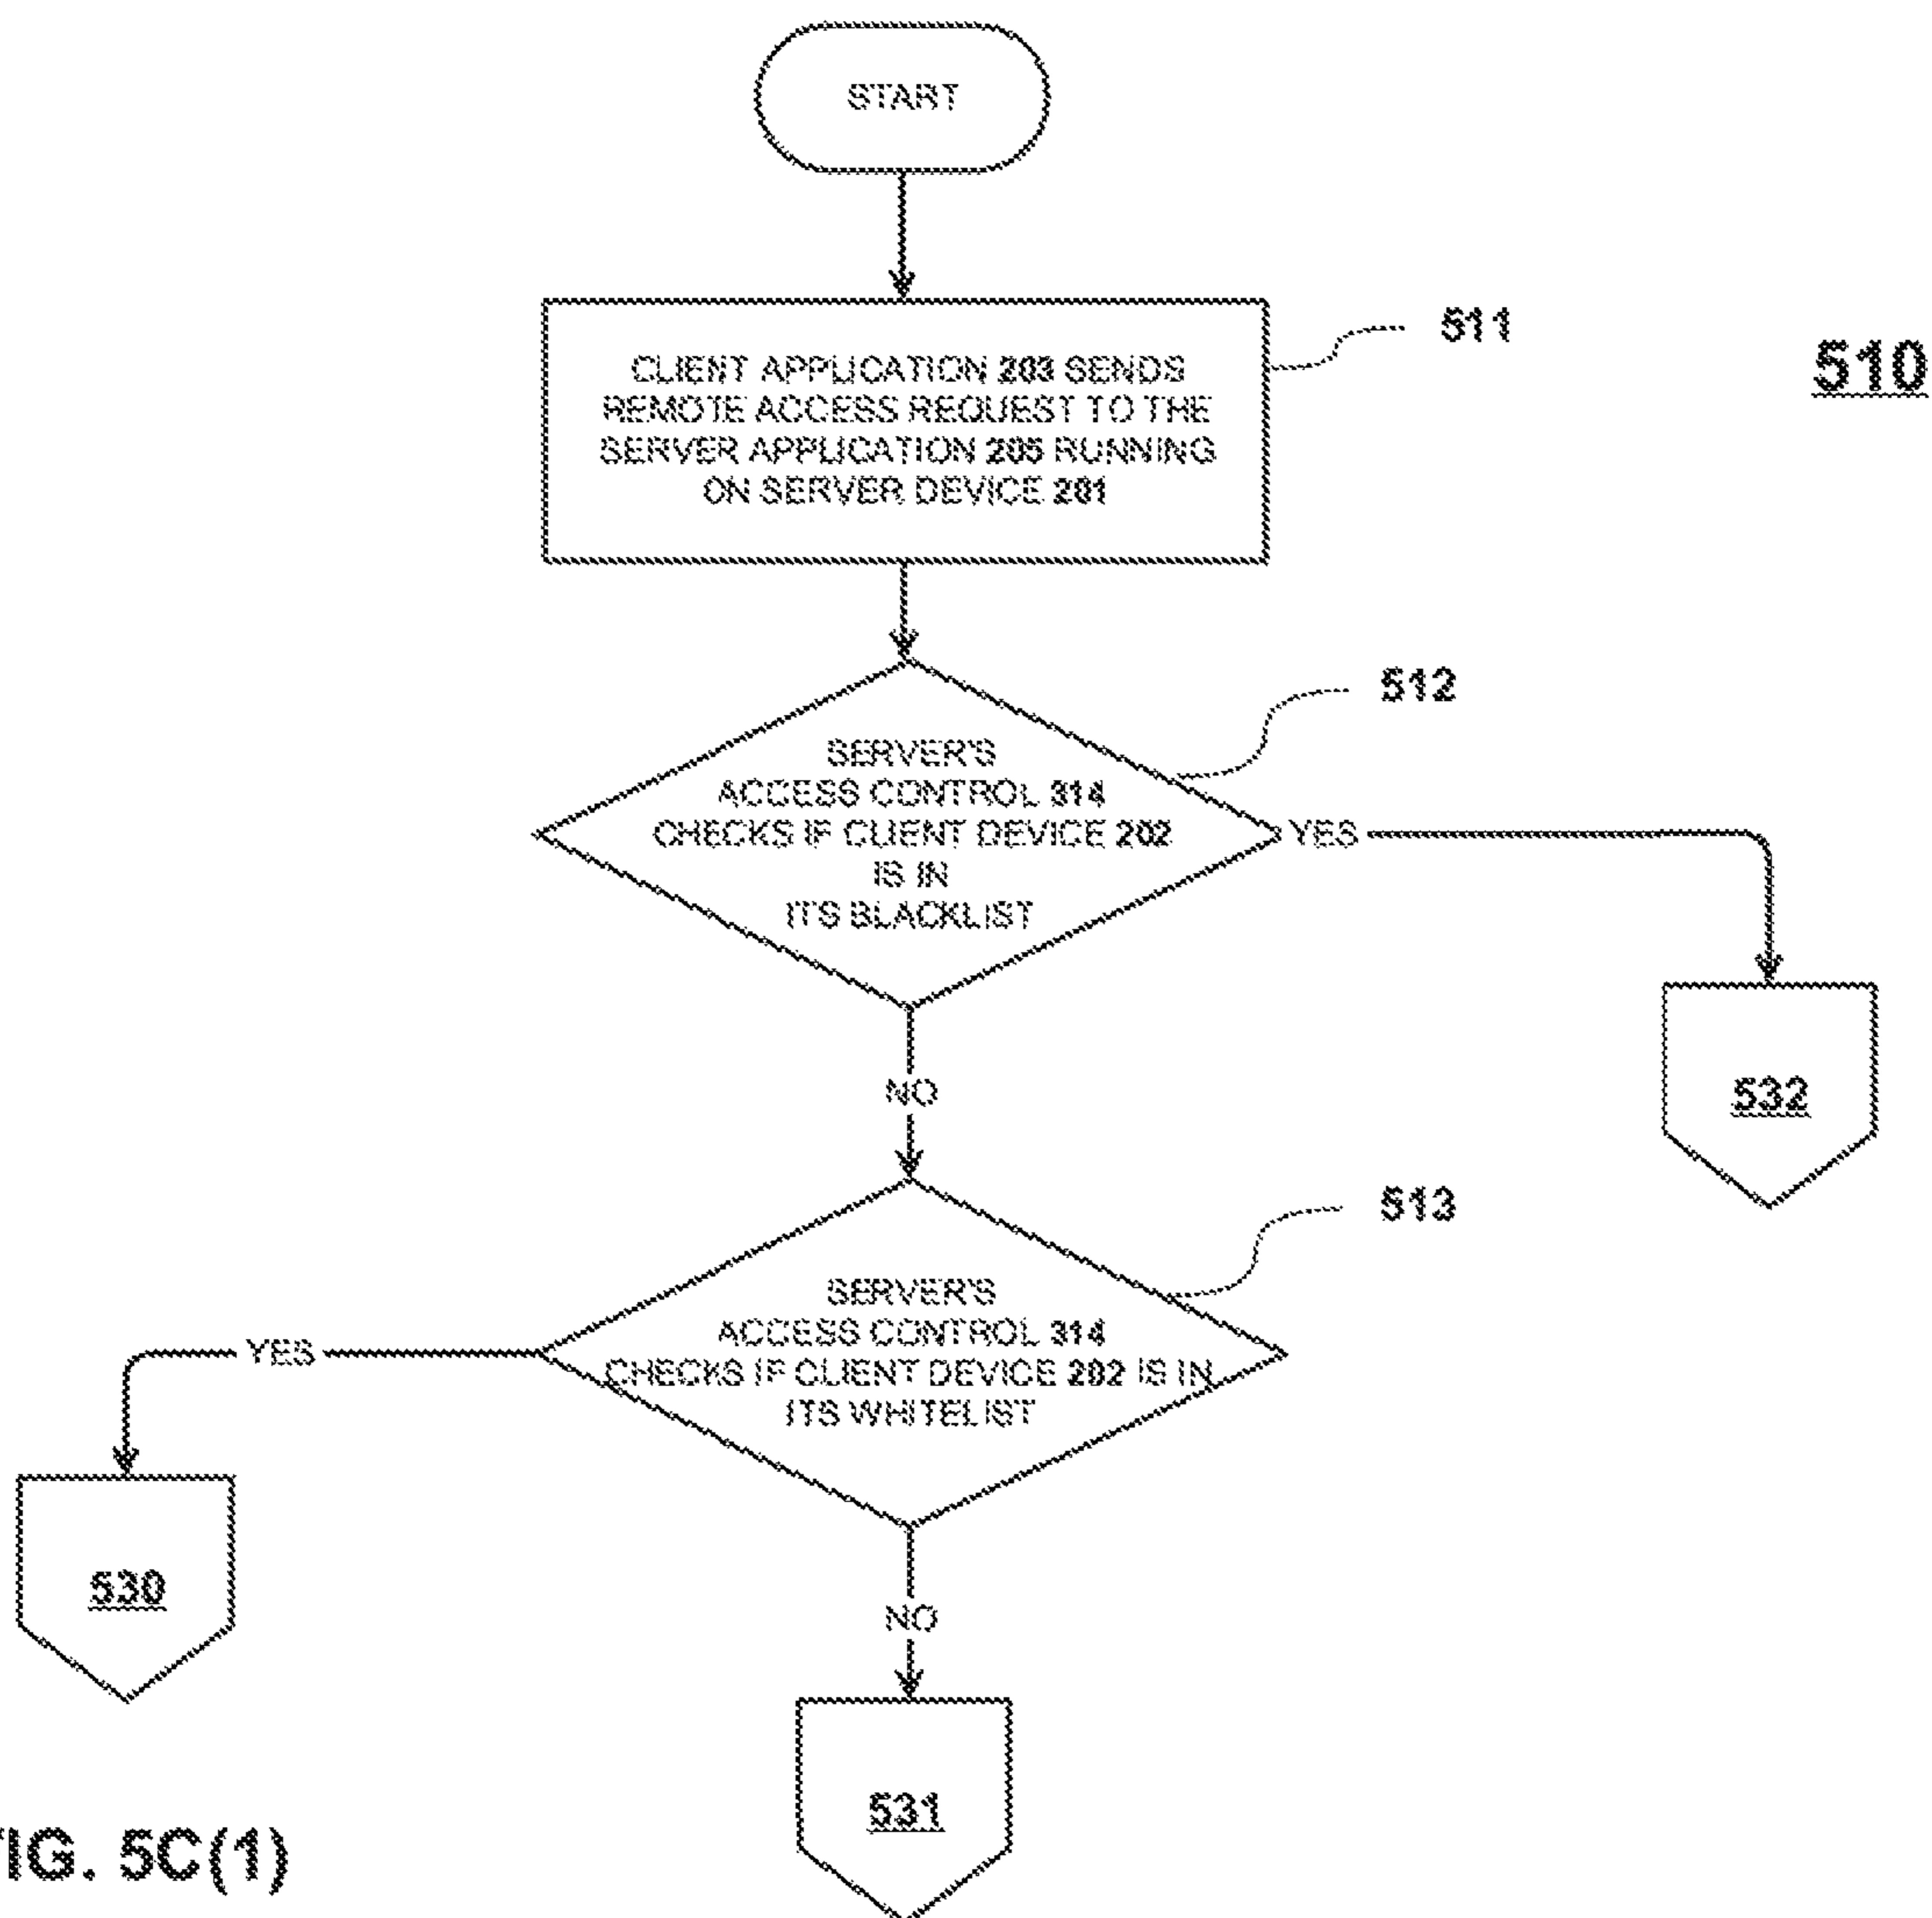 START
511
510
CLIENT APPLICATION 203 SENDS
REMOTE ACCESS REQUEST TO THE
SERVER APPLICATION 205 RUNNING
ON SERVER DEVICE 201
512
SERVER'S
ACCESS CONTROL 314
CHECKS IF CLIENT DEVICE 202
IS IN
ITS BLACKLIST
YES
532
NO
513
SERVER'S
ACCESS CONTROL 314
CHECKS IF CLIENT DEVICE 202 IS IN
ITS WHITELIST
YES
530
NO
531
FIG. 5C(1)